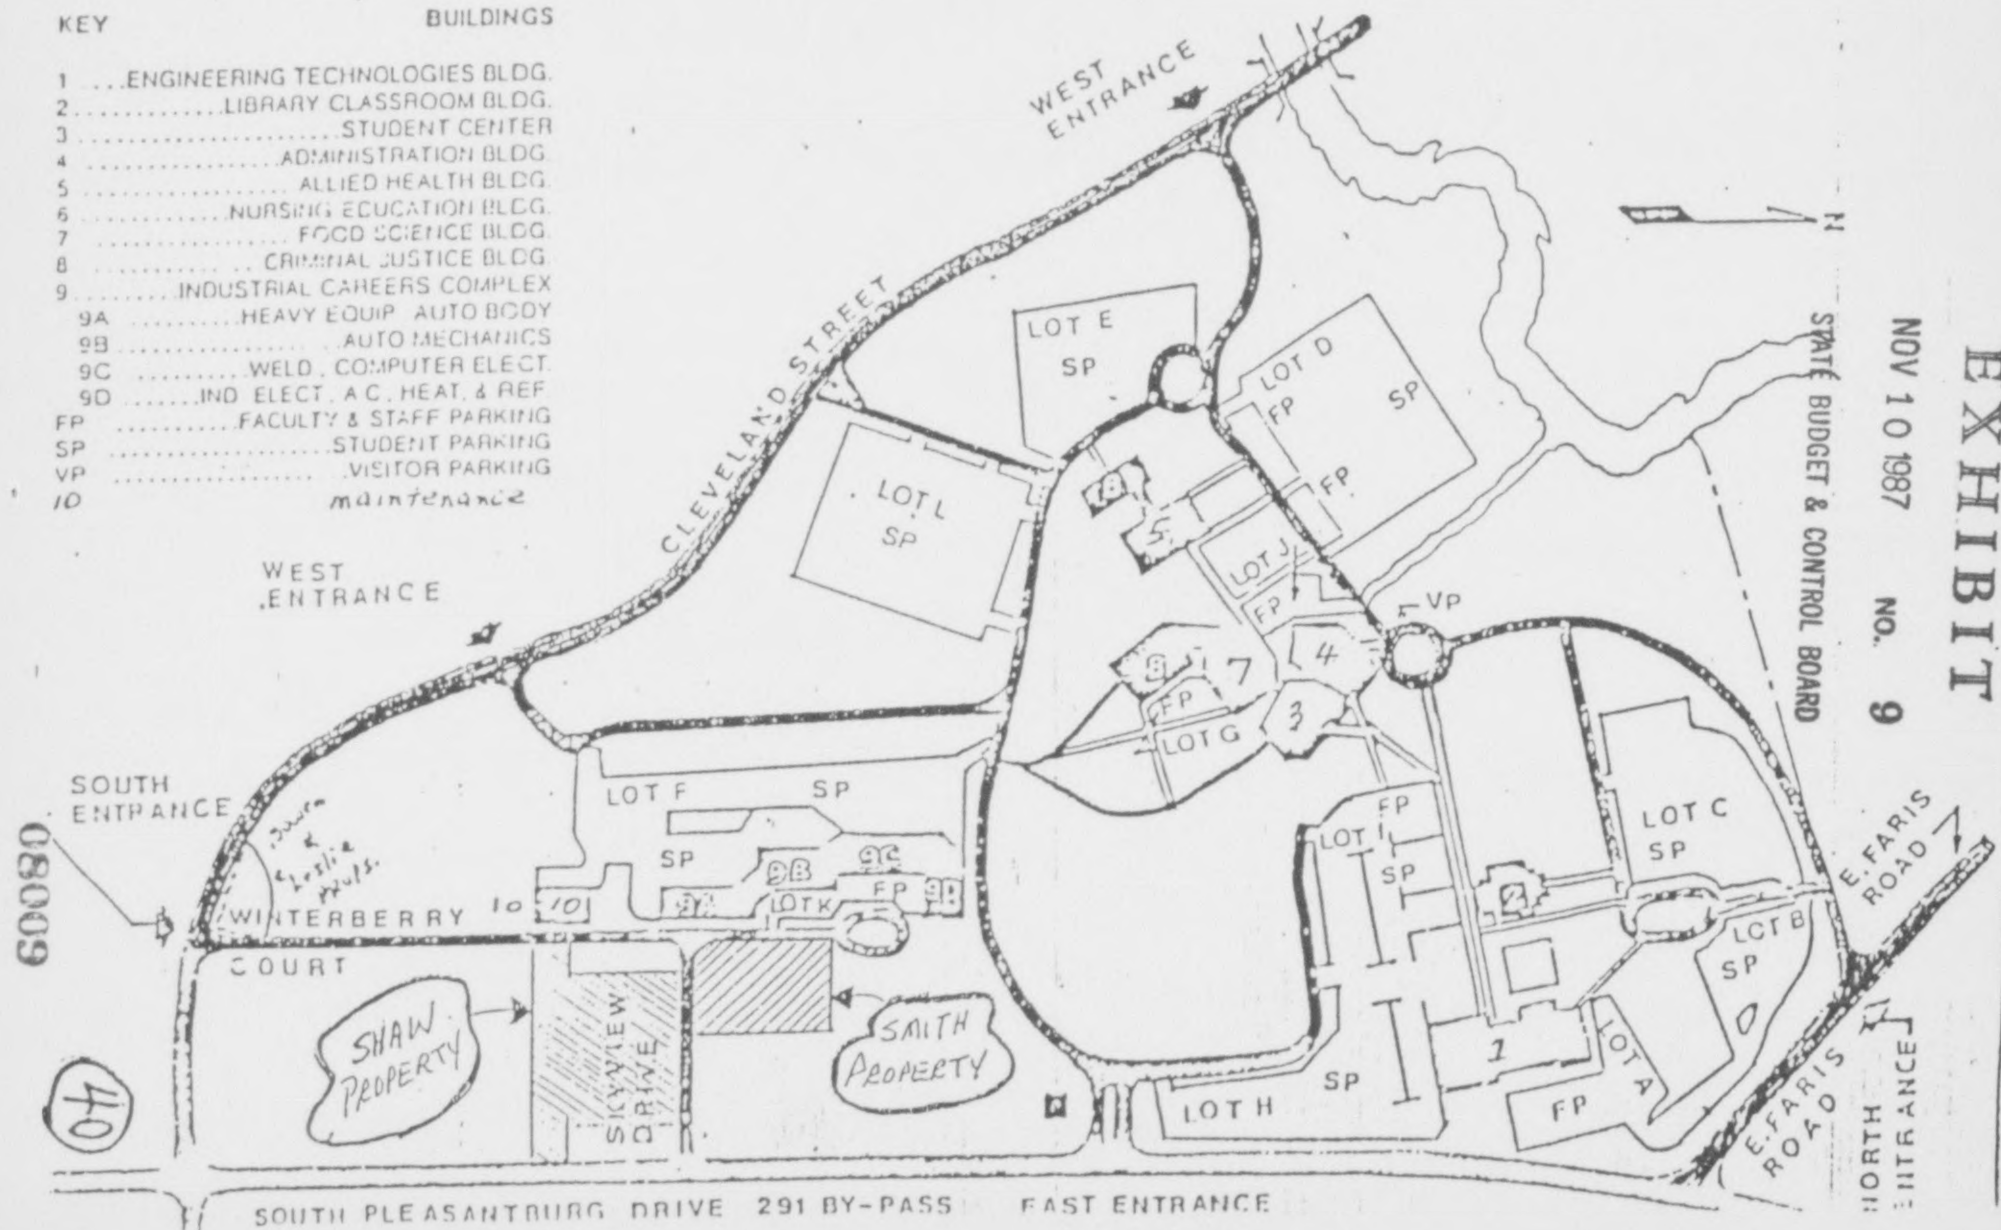 KEY BUILDINGS
1 ....ENGINEERING TECHNOLOGIES BLDG.
2..............LIBRARY CLASSROOM BLDG.
3 ........................STUDENT CENTER
4 ..................ADMINISTRATION BLDG.
5 ................... ALLIED HEALTH BLDG.
6 ..............NURSING EDUCATION BLDG.
7 .................. FOOD SCIENCE BLDG.
8 ............ .. CRIMINAL JUSTICE BLDG.
9..........INDUSTRIAL CAREERS COMPLEX
9A ..........HEAVY EQUIP AUTO BODY
9B ................ ..AUTO MECHANICS
9C ..........WELD., COMPUTER ELECT.
9D .......IND ELECT. A C, HEAT, & REF.
FP ............FACULTY & STAFF PARKING
SP .....................STUDENT PARKING
VP ......................VISITOR PARKING
10 maintenance
WEST
ENTRANCE
N
EXHIBIT
NOV 10 1987 NO. 9
STATE BUDGET & CONTROL BOARD
CLEVELAND STREET
LOT E
SP
LOT D
FP
SP
FP
LOT L
SP
5
LOT J
FP
VP
WEST
ENTRANCE
8
7
4
FP
3
LOT G
SOUTH
ENTRANCE
Leslie
LOT F SP
SP
9A
9B
9C
FP
9D
LOT K
10
10
WINTERBERRY
COURT
FP
LOT I
SP
2
LOT C
SP
LOT B
SP
E. FARIS
ROAD
SHAW
PROPERTY
SKYVIEW
DRIVE
SMITH
PROPERTY
1
LOT A
FP
SP
LOT H
E. FARIS
ROAD
NORTH
ENTRANCE
SOUTH PLEASANTBURG DRIVE 291 BY-PASS EAST ENTRANCE
40